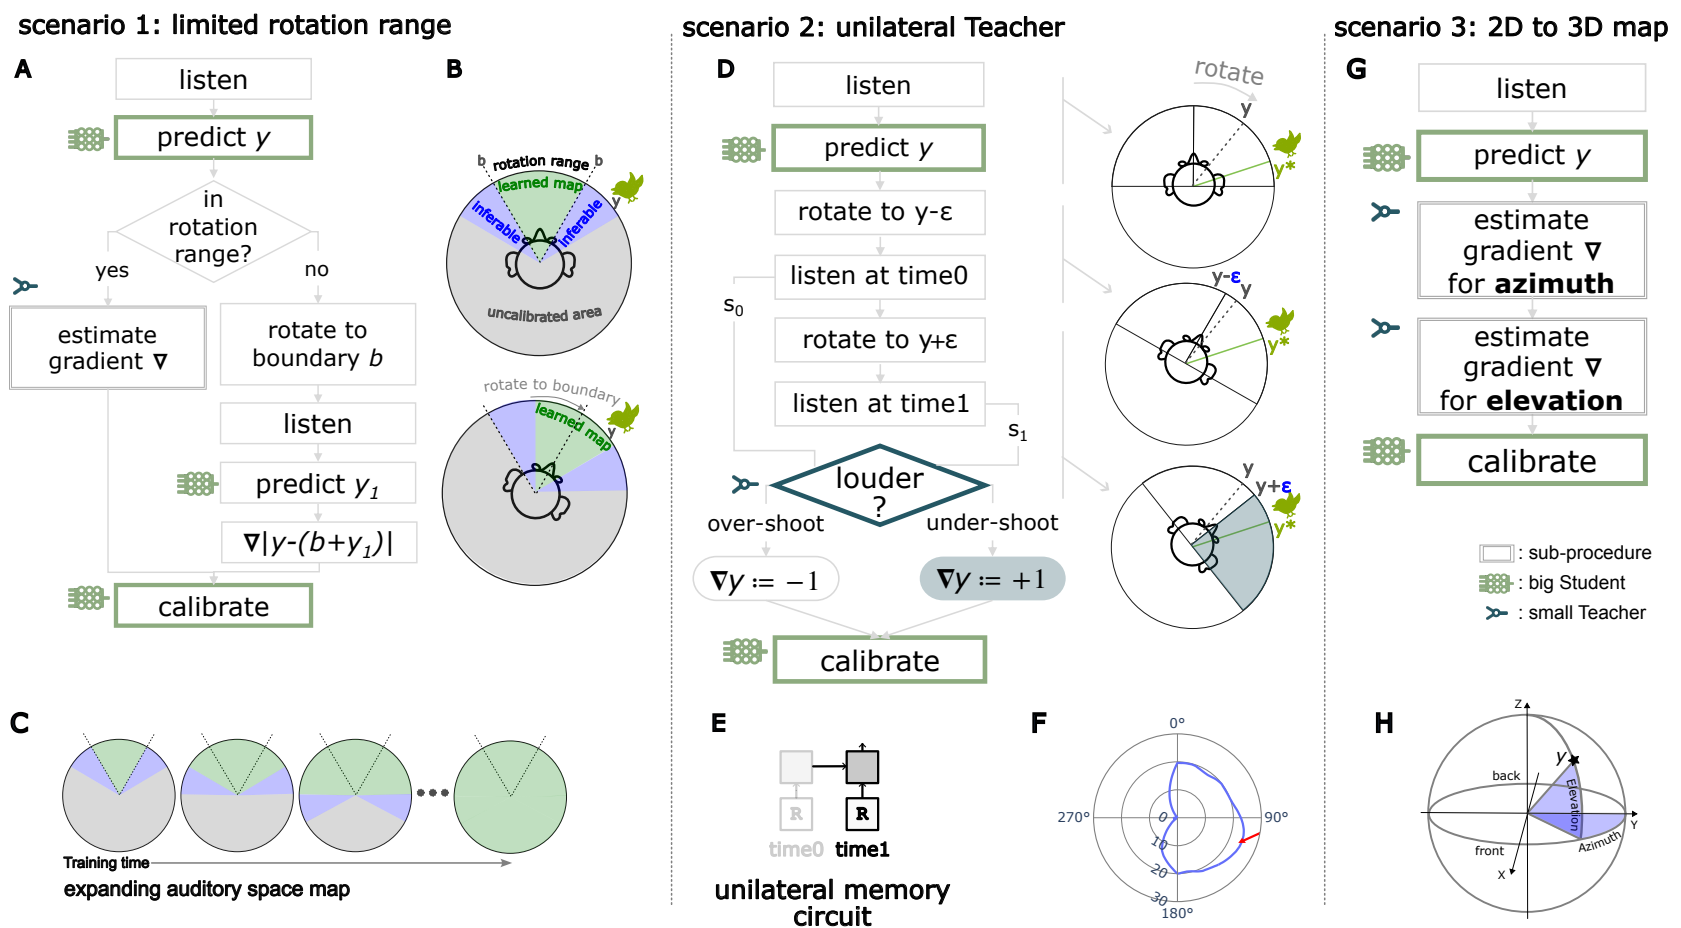 scenario 1: limited rotation range
A
listen
predict y
in
rotation
range?
yes
no
estimate
gradient ∇
rotate to
boundary b
listen
predict y1
∇|y-(b+y1)|
calibrate
B
b rotation range b
learned map
inferable
inferable
y
uncalibrated area
rotate to boundary
learned map
y
C
Training time
expanding auditory space map
scenario 2: unilateral Teacher
D
listen
predict y
rotate to y-ε
listen at time0
s0
rotate to y+ε
listen at time1
s1
louder
?
over-shoot
under-shoot
∇y := −1
∇y := +1
calibrate
rotate
y
y*
y-ε
y
y*
y
y+ε
y*
E
R
R
time0 time1
unilateral memory
circuit
F
0°
270°
90°
0
10
20
30
180°
scenario 3: 2D to 3D map
G
listen
predict y
estimate
gradient ∇
for azimuth
estimate
gradient ∇
for elevation
calibrate
: sub-procedure
: big Student
: small Teacher
H
Z
y
back
Elevation
Y
Azimuth
front
X